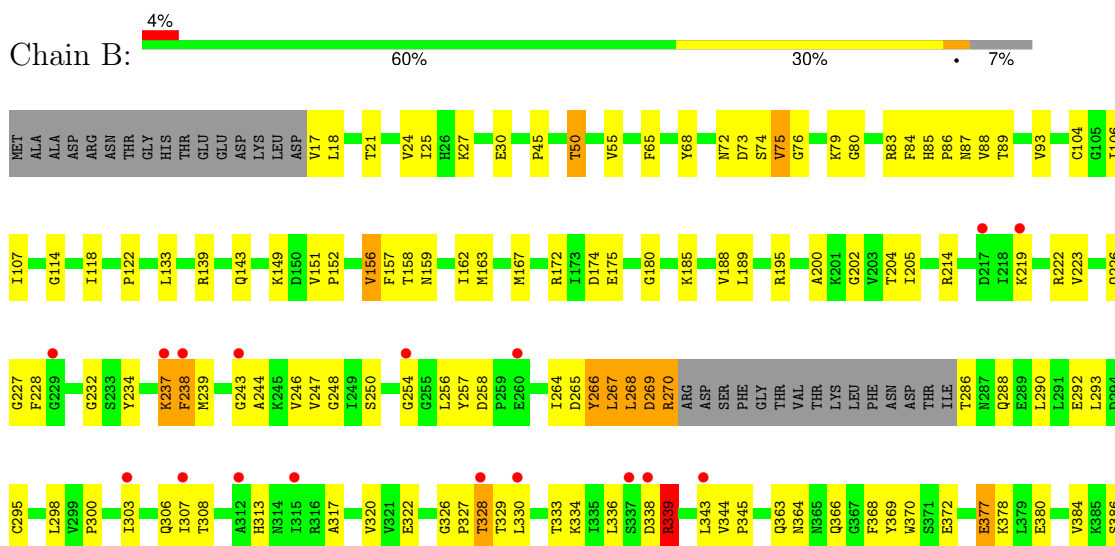 4%
Chain B:
60% 30% • 7%
MET ALA ALA ASP ARG ASN THR GLY HIS THR GLU GLU ASP LYS LEU ASP V17 L18 T21 V24 I25 H26 K27 E30 P45 T50 V55 F65 Y68 N72 D73 S74 V75 G76 K79 G80 R83 F84 H85 P86 N87 V88 T89 V93 C104 G105 I106
I107 G114 I118 P122 L133 R139 Q143 K149 D150 V151 P152 V156 F157 T158 N159 I162 M163 M167 R172 I173 D174 E175 G180 K185 V188 L189 R195 A200 K201 G202 V203 T204 I205 R214 D217 I218 K219 R222 V223
G227 F228 G229 G232 S233 Y234 K237 F238 M239 G243 A244 K245 V246 V247 G248 I249 S250 G254 G255 L256 Y257 D258 P259 E260 I264 D265 Y266 L267 L268 D269 R270 ARG ASP SER PHE GLY THR VAL THR LYS LEU PHE ASN ASP THR ILE T286 N287 Q288 E289 L290 L291 E292 L293 D294
C295 L298 V299 P300 I303 Q306 I307 T308 A312 H313 N314 I315 R316 A317 V320 V321 E322 G326 P327 T328 T329 L330 T333 K334 I335 L336 S337 D338 R339 L343 V344 P345 Q363 N364 N365 Q366 G367 F368 Y369 W370 S371 E372 E377 K378 L379 E380 V384 K385